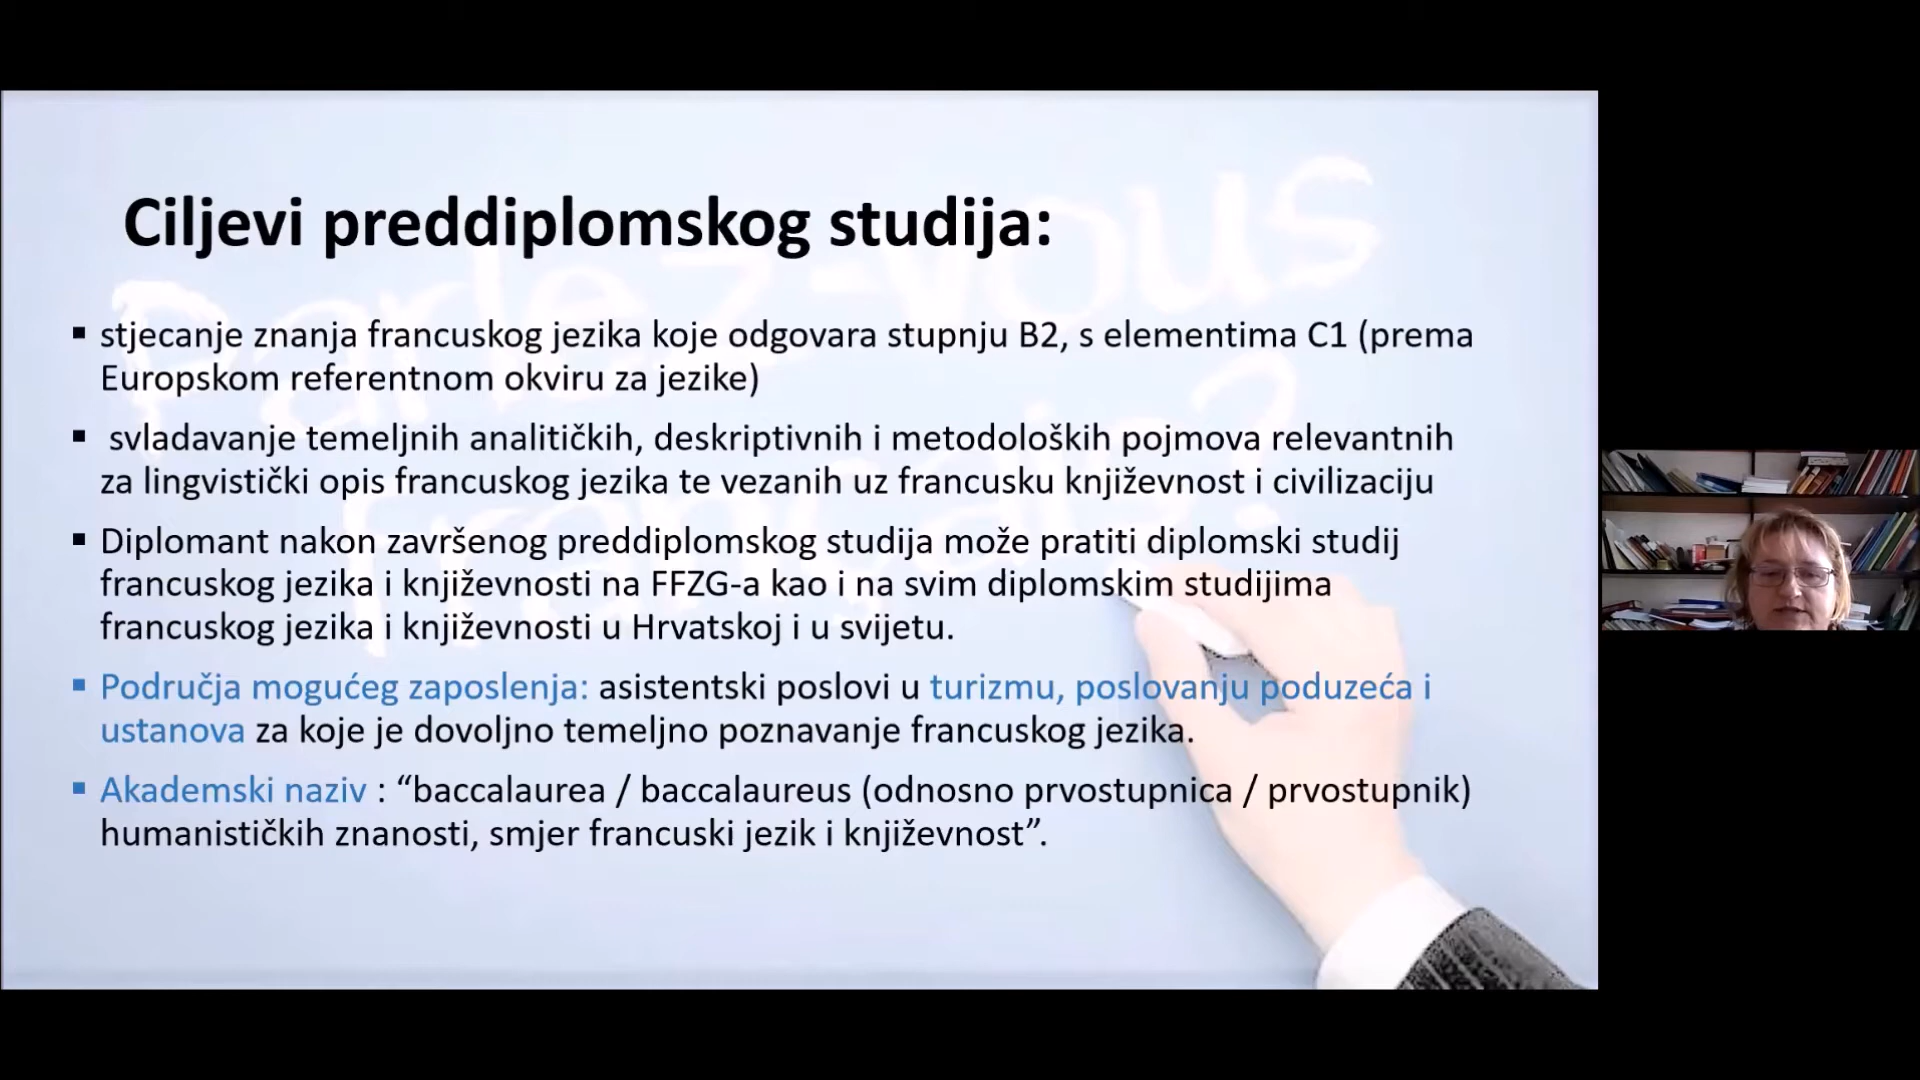 Ciljevi preddiplomskog studija:
▪ stjecanje znanja francuskog jezika koje odgovara stupnju B2, s elementima C1 (prema
Europskom referentnom okviru za jezike)
▪ svladavanje temeljnih analitičkih, deskriptivnih i metodoloških pojmova relevantnih
za lingvistički opis francuskog jezika te vezanih uz francusku književnost i civilizaciju
▪ Diplomant nakon završenog preddiplomskog studija može pratiti diplomski studij
francuskog jezika i književnosti na FFZG-a kao i na svim diplomskim studijima
francuskog jezika i književnosti u Hrvatskoj i u svijetu.
▪ Područja mogućeg zaposlenja: asistentski poslovi u turizmu, poslovanju poduzeća i
ustanova za koje je dovoljno temeljno poznavanje francuskog jezika.
▪ Akademski naziv : “baccalaurea / baccalaureus (odnosno prvostupnica / prvostupnik)
humanističkih znanosti, smjer francuski jezik i književnost”.
Parlez-vous
français?